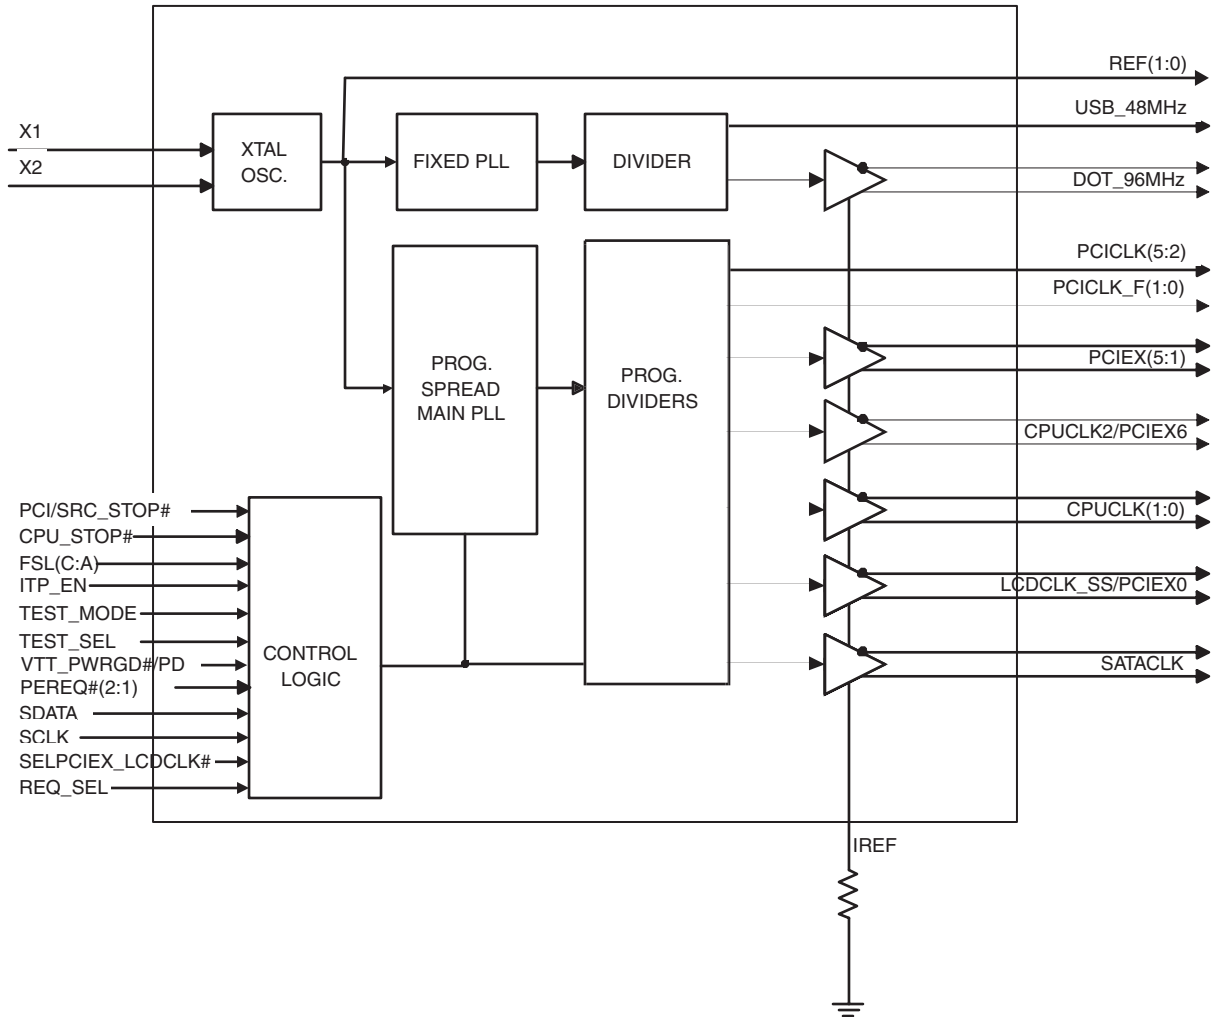 REF(1:0)
USB_48MHz
X1
X2
XTAL
OSC.
FIXED PLL
DIVIDER
DOT_96MHz
PCICLK(5:2)
PCICLK_F(1:0)
PROG.
SPREAD
MAIN PLL
PROG.
DIVIDERS
PCIEX(5:1)
CPUCLK2/PCIEX6
CPUCLK(1:0)
LCDCLK_SS/PCIEX0
SATACLK
PCI/SRC_STOP#
CPU_STOP#
FSL(C:A)
ITP_EN
TEST_MODE
TEST_SEL
VTT_PWRGD#/PD
PEREQ#(2:1)
SDATA
SCLK
SELPCIEX_LCDCLK#
REQ_SEL
CONTROL
LOGIC
IREF